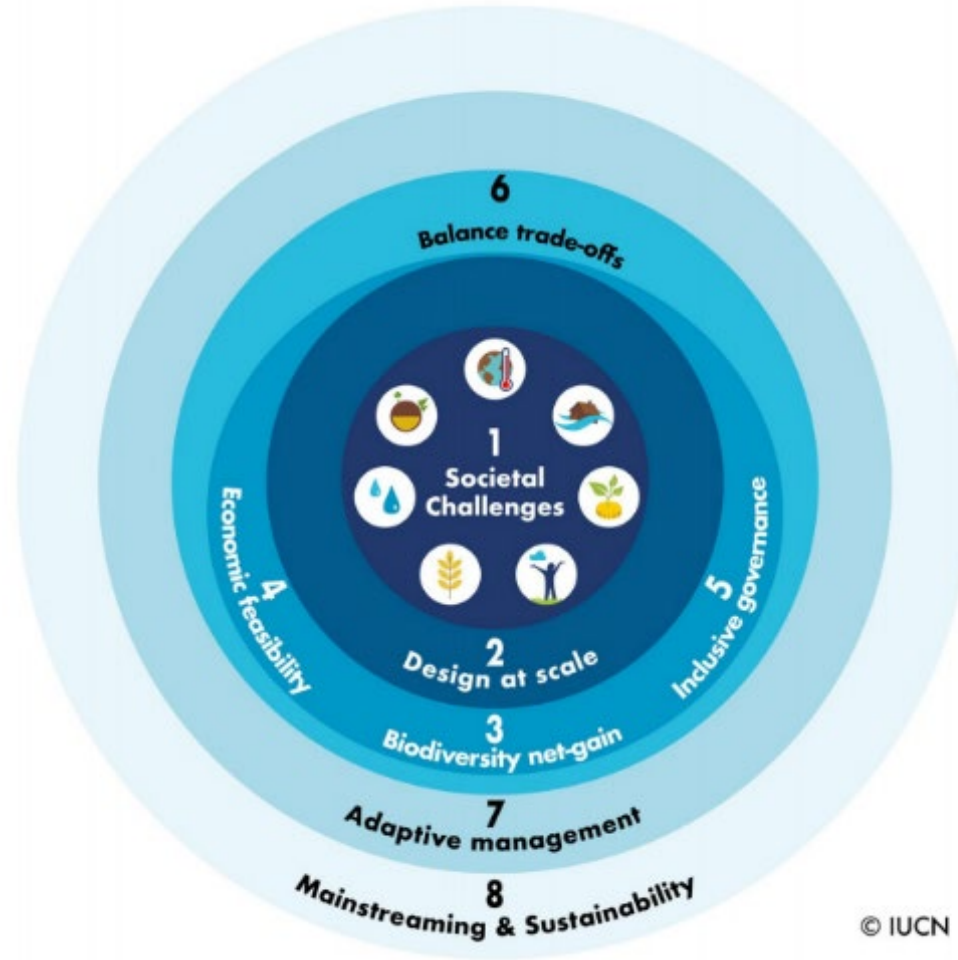 6
Balance trade-offs
1
Societal
Challenges
4
Economic feasibility
5
Inclusive governance
2
Design at scale
3
Biodiversity net-gain
7
Adaptive management
8
Mainstreaming & Sustainability
© IUCN